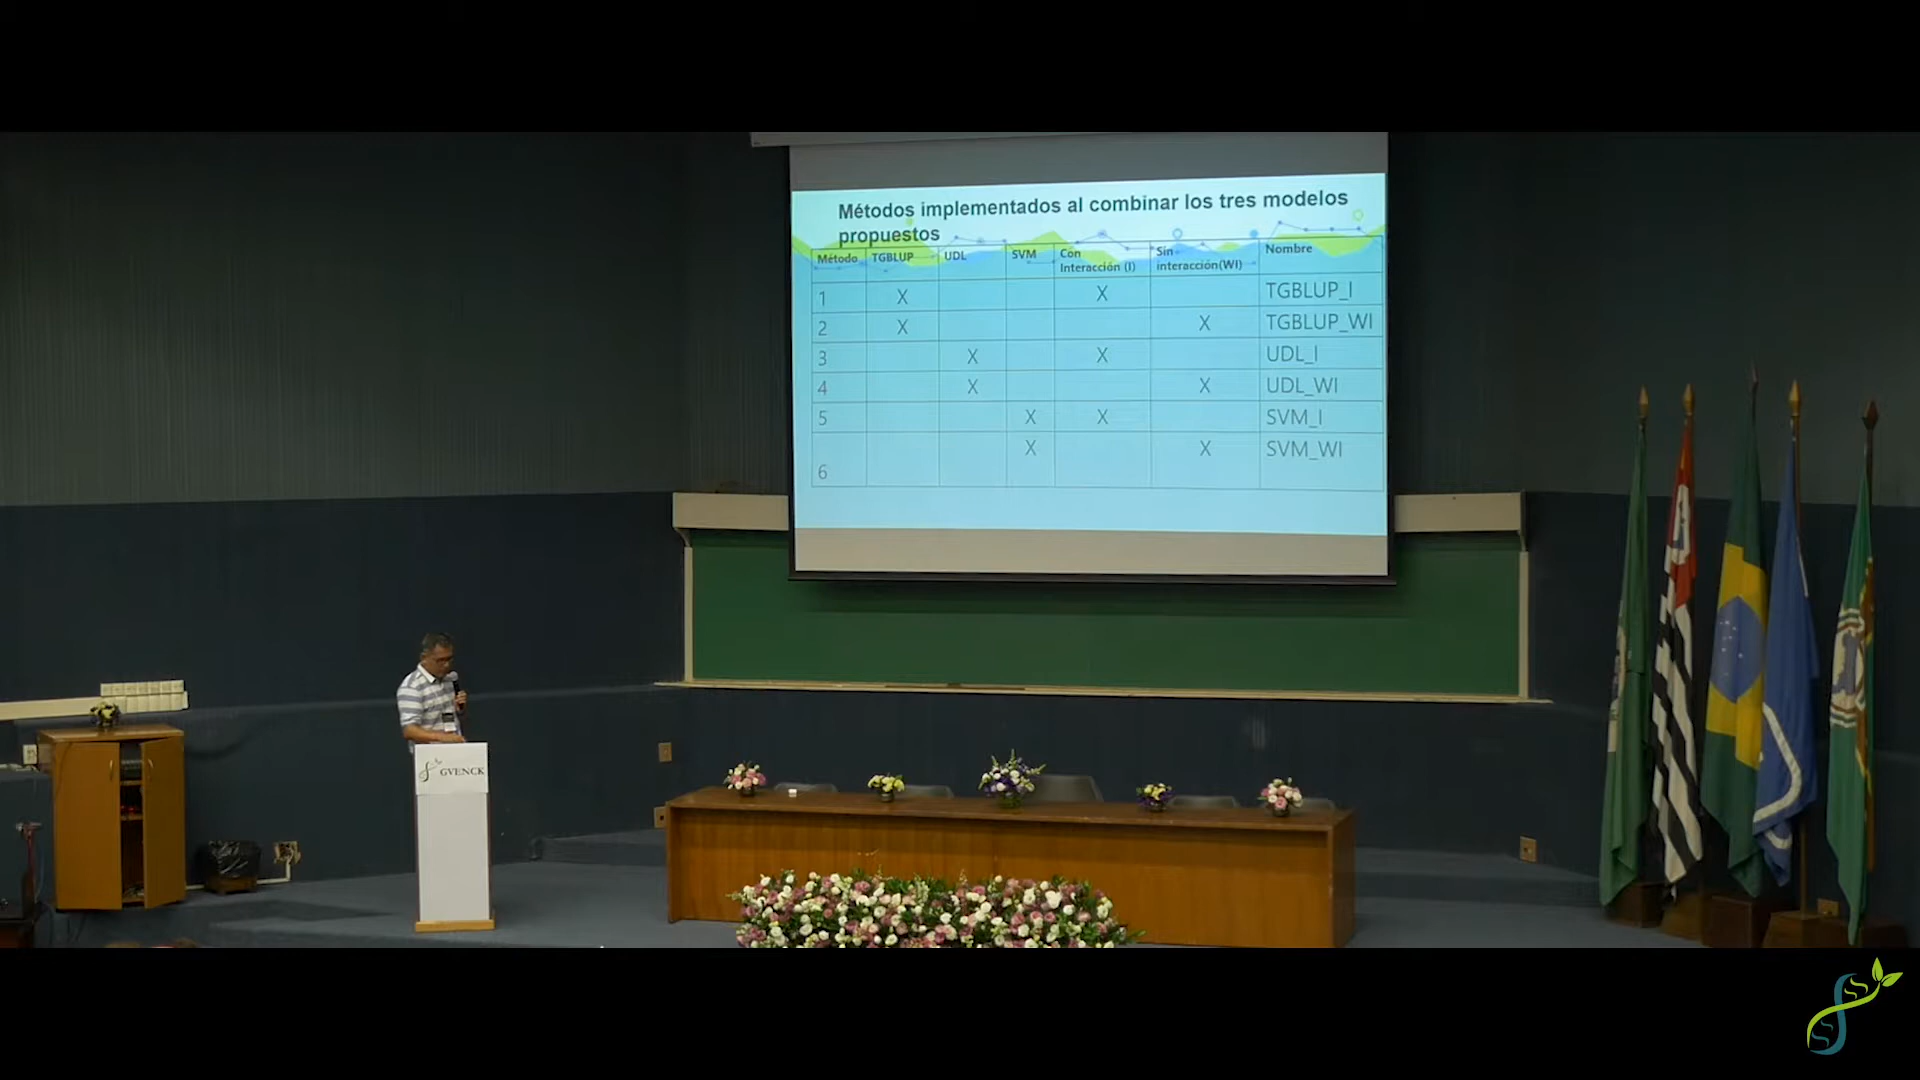 Métodos implementados al combinar los tres modelos
propuestos
Método TGBLUP UDL SVM Con Interacción (I) Sin interacción(WI) Nombre
1 X X TGBLUP_I
2 X X TGBLUP_WI
3 X X UDL_I
4 X X UDL_WI
5 X X SVM_I
6 X X SVM_WI
GVENCK